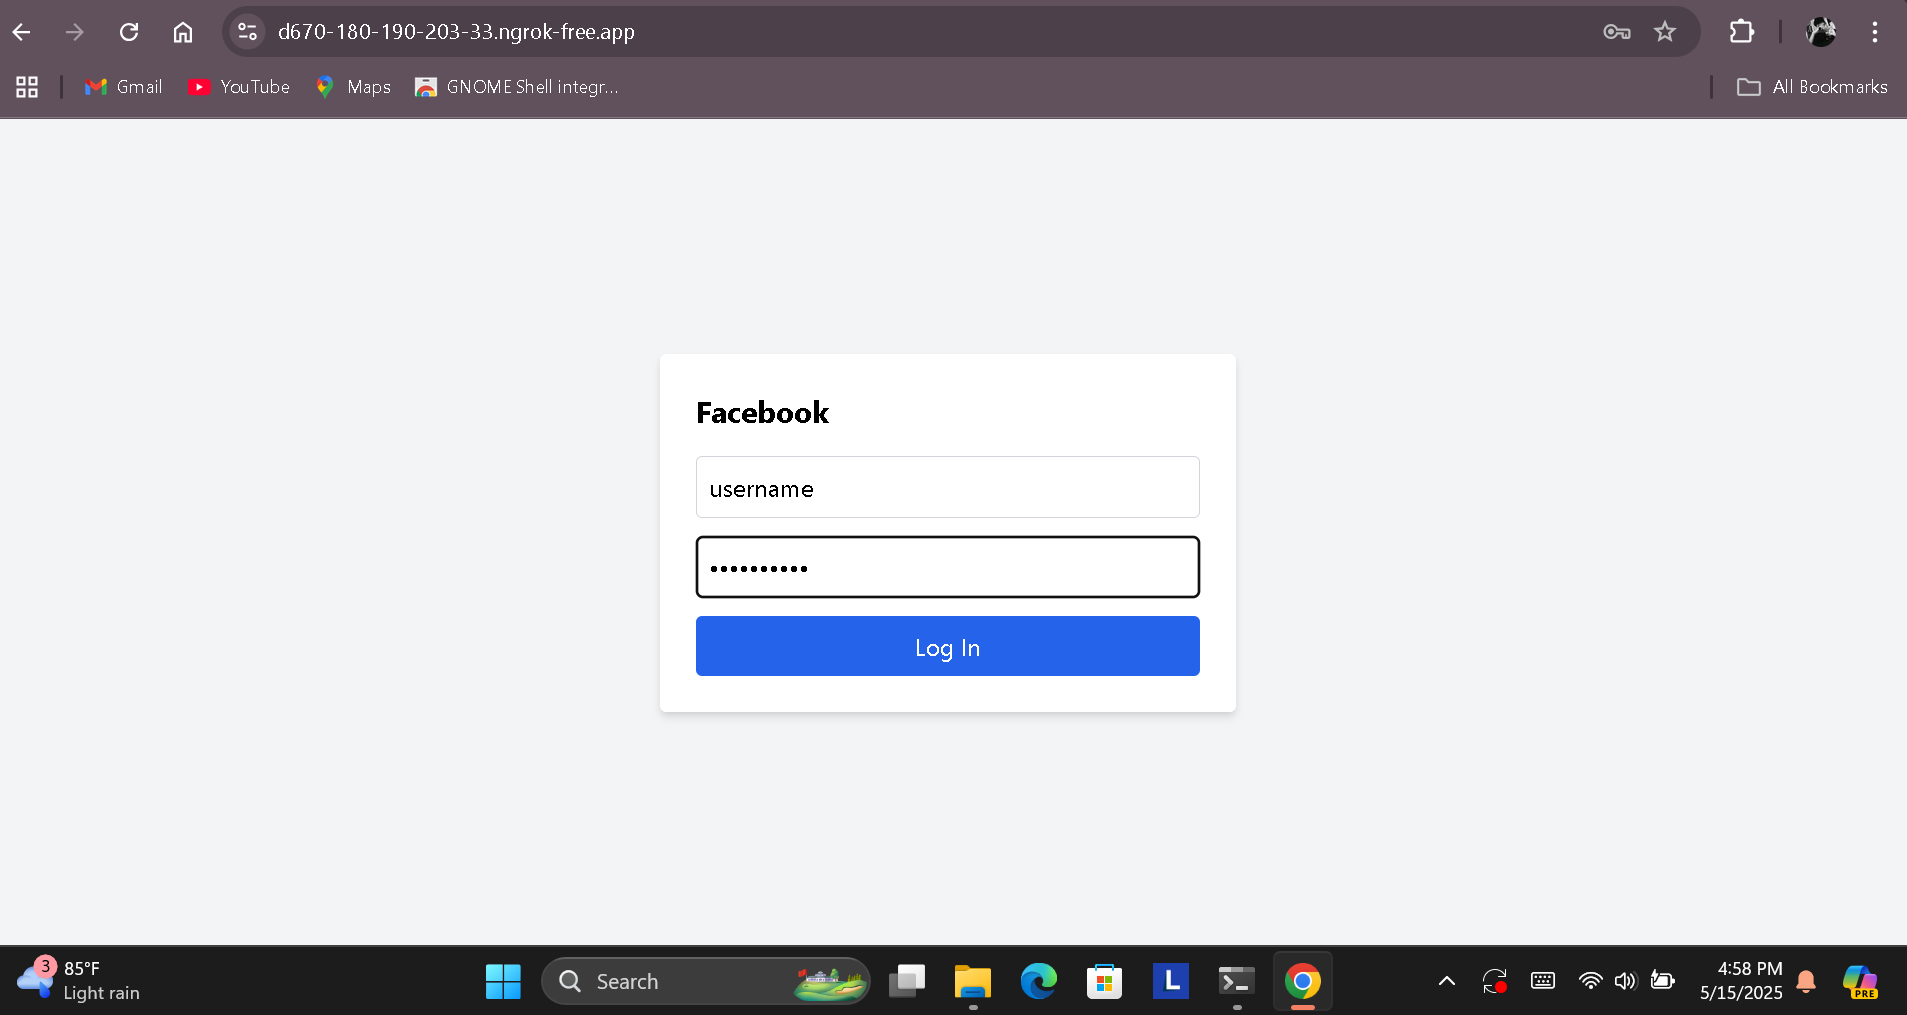 d670-180-190-203-33.ngrok-free.app
Gmail
YouTube
Maps
GNOME Shell integr...
All Bookmarks
Facebook
username
••••••••••
Log In
3
85°F
Light rain
Search
L
4:58 PM
5/15/2025
PRE